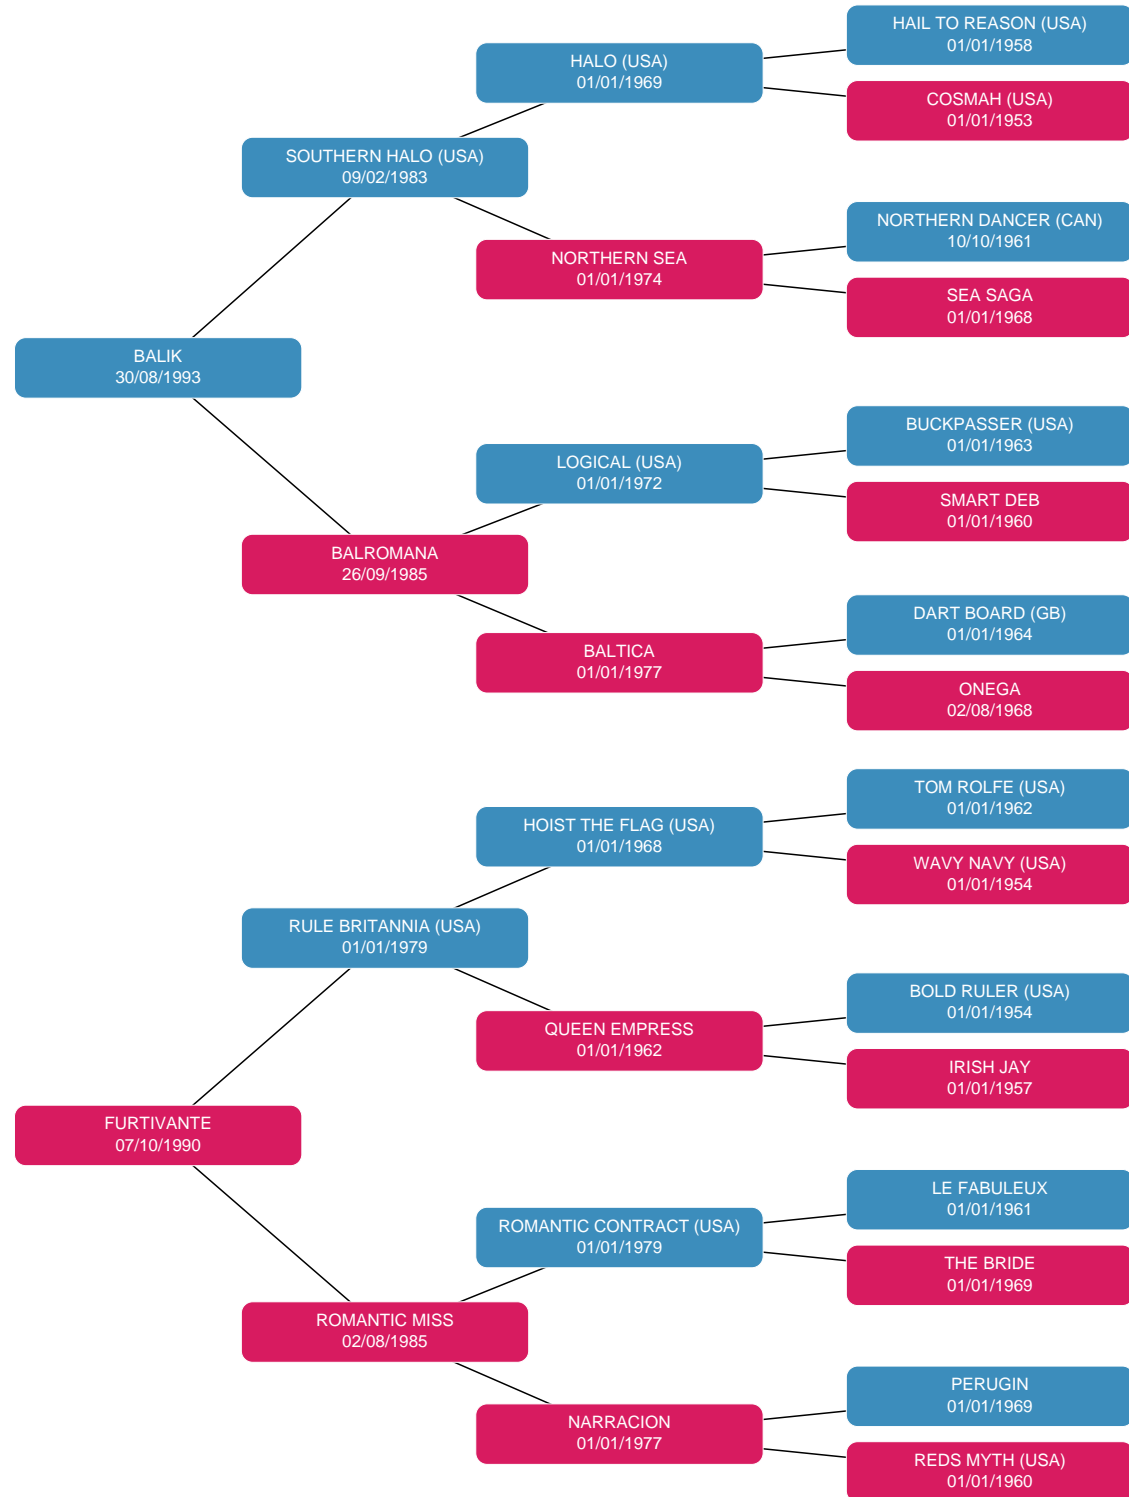 HAIL TO REASON (USA)
01/01/1958
HALO (USA)
01/01/1969
COSMAH (USA)
01/01/1953
SOUTHERN HALO (USA)
09/02/1983
NORTHERN DANCER (CAN)
10/10/1961
NORTHERN SEA
01/01/1974
SEA SAGA
01/01/1968
BALIK
30/08/1993
BUCKPASSER (USA)
01/01/1963
LOGICAL (USA)
01/01/1972
SMART DEB
01/01/1960
BALROMANA
26/09/1985
DART BOARD (GB)
01/01/1964
BALTICA
01/01/1977
ONEGA
02/08/1968
TOM ROLFE (USA)
01/01/1962
HOIST THE FLAG (USA)
01/01/1968
WAVY NAVY (USA)
01/01/1954
RULE BRITANNIA (USA)
01/01/1979
BOLD RULER (USA)
01/01/1954
QUEEN EMPRESS
01/01/1962
IRISH JAY
01/01/1957
FURTIVANTE
07/10/1990
LE FABULEUX
01/01/1961
ROMANTIC CONTRACT (USA)
01/01/1979
THE BRIDE
01/01/1969
ROMANTIC MISS
02/08/1985
PERUGIN
01/01/1969
NARRACION
01/01/1977
REDS MYTH (USA)
01/01/1960